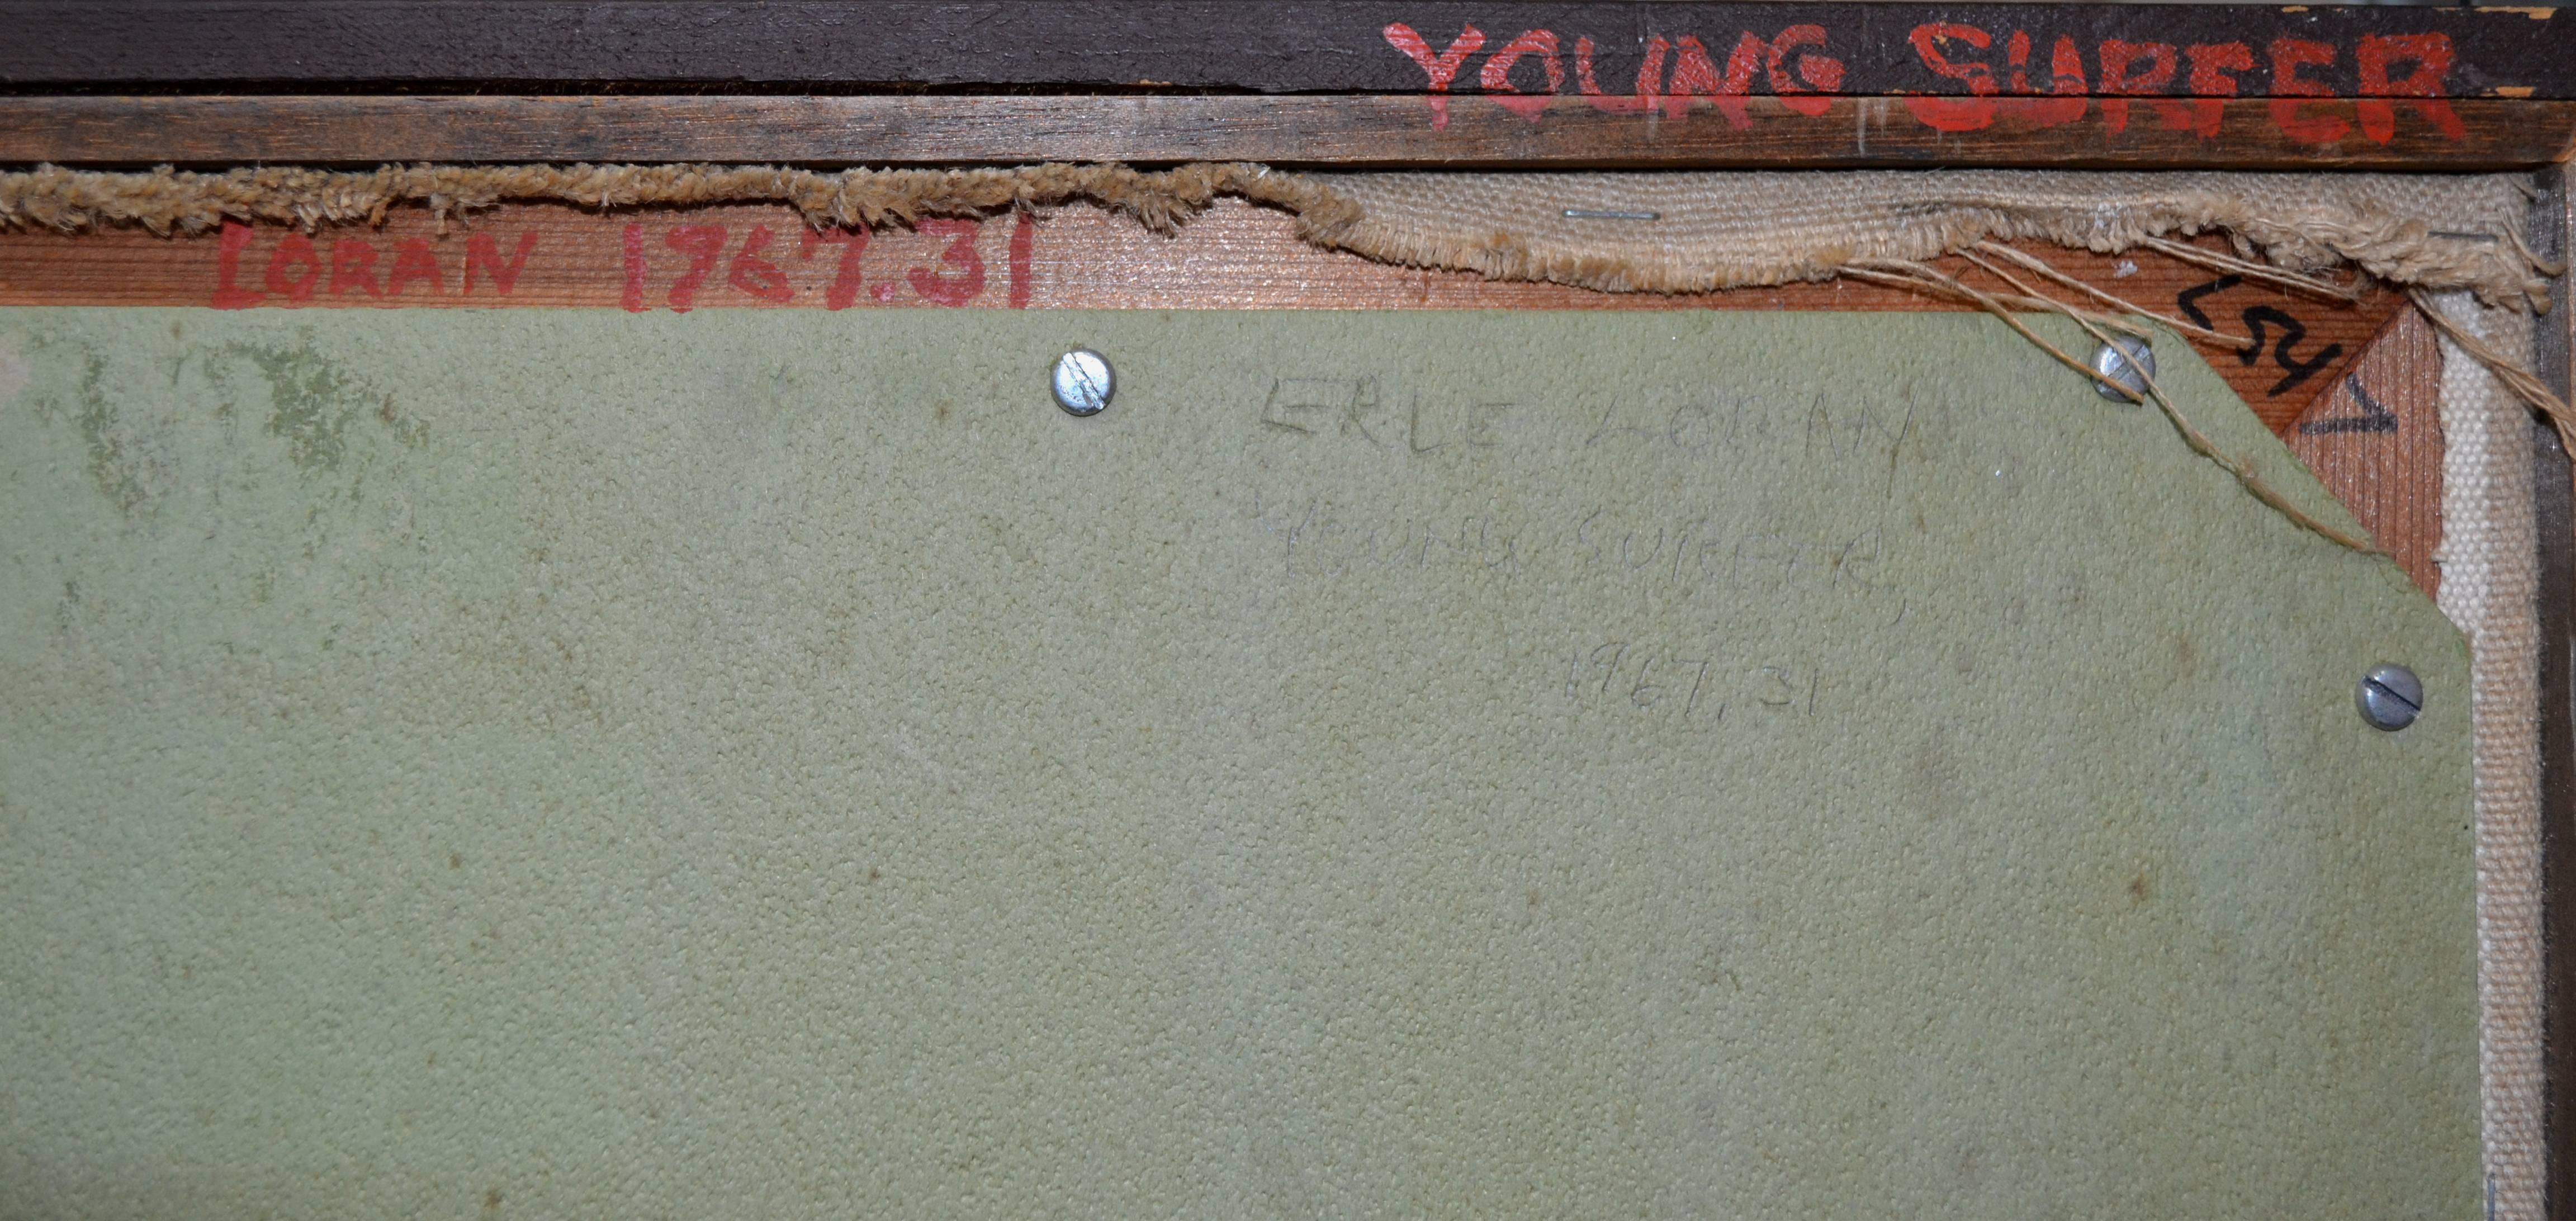 YOUNG SURFER
LORAN 1967.31
ERLE LORAN
"YOUNG SURFER,
1967.31